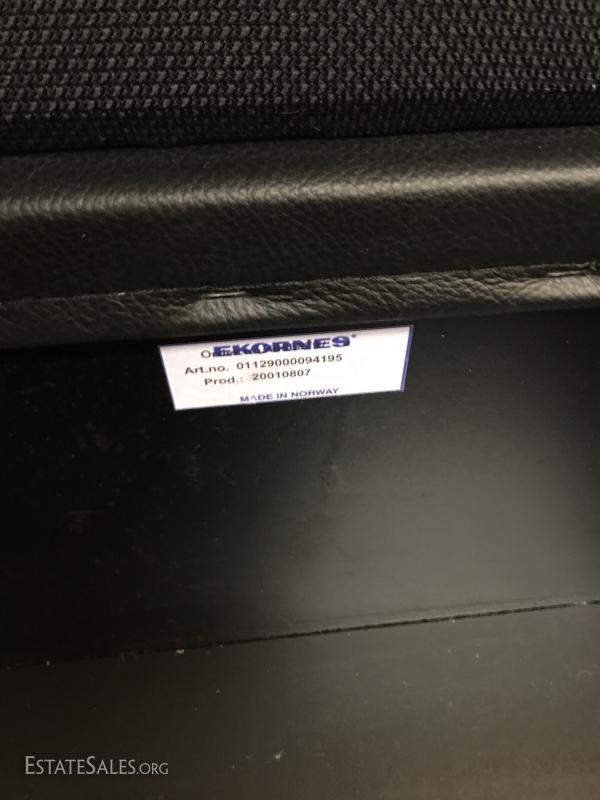 EKORNES®
Art.no. 01129000094195
Prod.: 20010807
MADE IN NORWAY
ESTATESALES.ORG